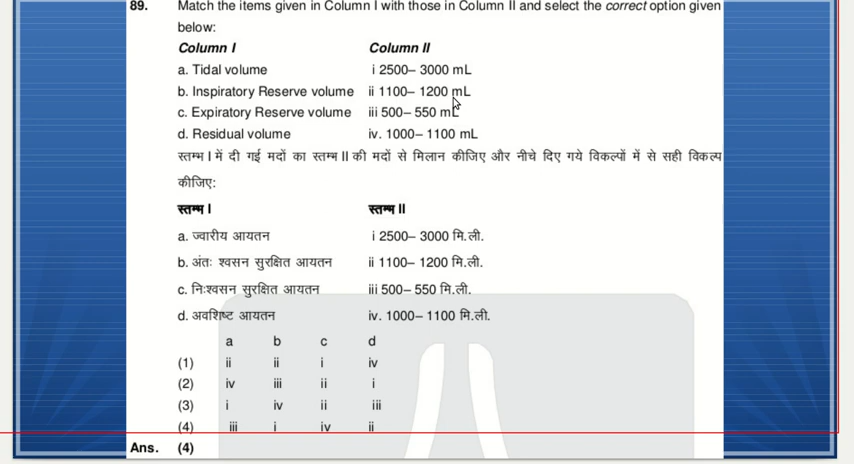 89. Match the items given in Column I with those in Column II and select the correct option given
below:
Column I Column II
a. Tidal volume i 2500– 3000 mL
b. Inspiratory Reserve volume ii 1100– 1200 mL
c. Expiratory Reserve volume iii 500– 550 mL
d. Residual volume iv. 1000– 1100 mL
स्तम्भ I में दी गई मदों का स्तम्भ II की मदों से मिलान कीजिए और नीचे दिए गये विकल्पों में से सही विकल्प
कीजिए:
स्तम्भ I स्तम्भ II
a. ज्वारीय आयतन i 2500– 3000 मि.ली.
b. अंतः श्वसन सुरक्षित आयतन ii 1100– 1200 मि.ली.
c. निःश्वसन सुरक्षित आयतन iii 500– 550 मि.ली.
d. अवशिष्ट आयतन iv. 1000– 1100 मि.ली.
a b c d
(1) ii ii i iv
(2) iv iii ii i
(3) i iv ii iii
(4) iii i iv ii
Ans. (4)